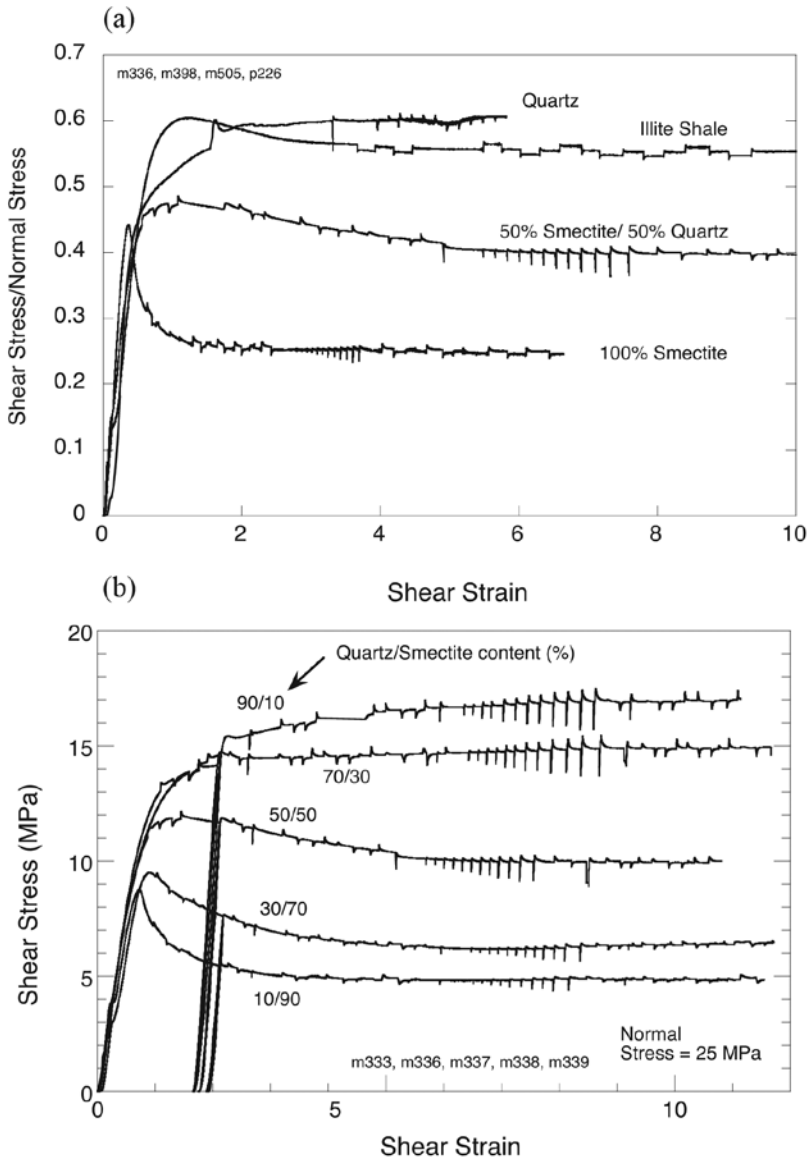 (a)
0.7
m336, m398, m505, p226
Quartz
0.6
Illite Shale
0.5
50% Smectite/ 50% Quartz
0.4
0.3
100% Smectite
0.2
0.1
0
0 2 4 6 8 10
Shear Stress/Normal Stress
Shear Strain
(b)
20
Quartz/Smectite content (%)
90/10
15
70/30
50/50
10
30/70
5
10/90
Normal
Stress = 25 MPa
m333, m336, m337, m338, m339
0
0 5 10
Shear Stress (MPa)
Shear Strain